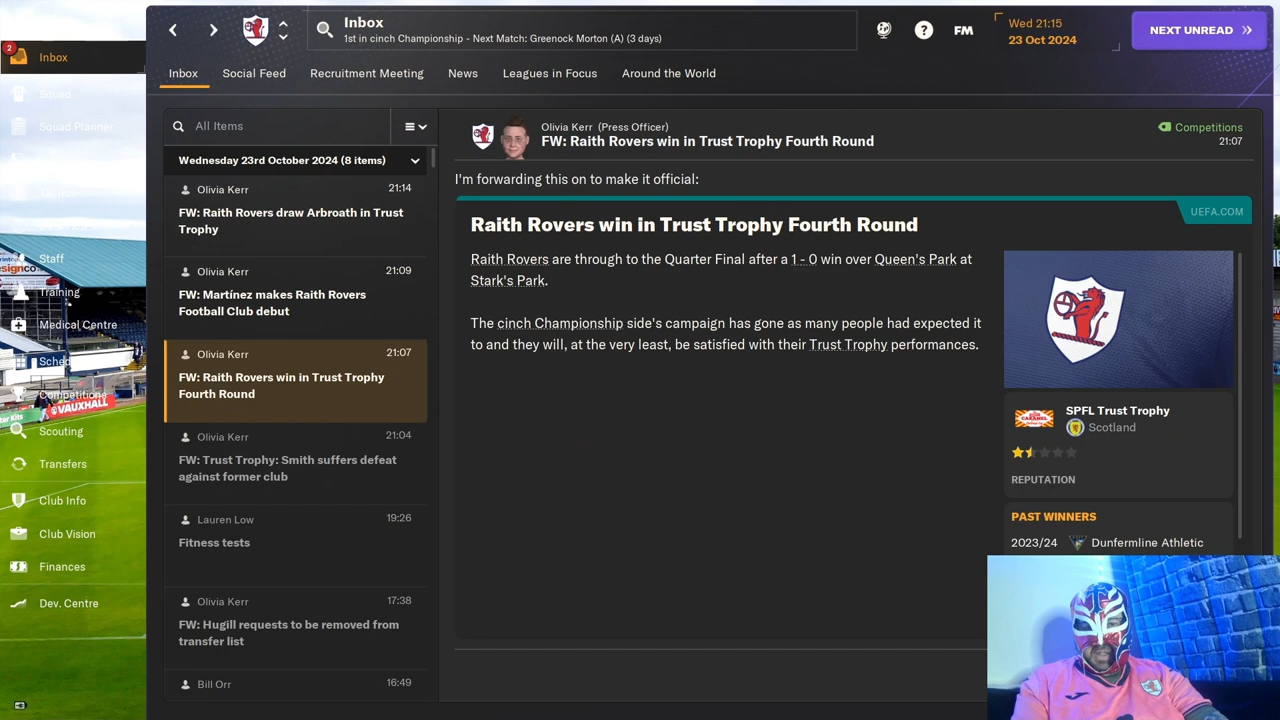 Inbox
1st in cinch Championship - Next Match: Greenock Morton (A) (3 days)
FM
Wed 21:15
23 Oct 2024
NEXT UNREAD
Inbox
Social Feed
Recruitment Meeting
News
Leagues in Focus
Around the World
2
Inbox
Squad
Squad Planner
Staff
Training
Medical Centre
Sched
Competitions
VAUXHALL
Scouting
Transfers
Club Info
Club Vision
Finances
Dev. Centre
All Items
Wednesday 23rd October 2024 (8 items)
Olivia Kerr
21:14
FW: Raith Rovers draw Arbroath in Trust
Trophy
Olivia Kerr
21:09
FW: Martínez makes Raith Rovers
Football Club debut
Olivia Kerr
21:07
FW: Raith Rovers win in Trust Trophy
Fourth Round
Olivia Kerr
21:04
FW: Trust Trophy: Smith suffers defeat
against former club
Lauren Low
19:26
Fitness tests
Olivia Kerr
17:38
FW: Hugill requests to be removed from
transfer list
Bill Orr
16:49
Olivia Kerr (Press Officer)
FW: Raith Rovers win in Trust Trophy Fourth Round
Competitions
21:07
I'm forwarding this on to make it official:
UEFA.COM
Raith Rovers win in Trust Trophy Fourth Round
Raith Rovers are through to the Quarter Final after a 1 - 0 win over Queen's Park at
Stark's Park.
The cinch Championship side's campaign has gone as many people had expected it
to and they will, at the very least, be satisfied with their Trust Trophy performances.
SPFL Trust Trophy
Scotland
REPUTATION
PAST WINNERS
2023/24
Dunfermline Athletic